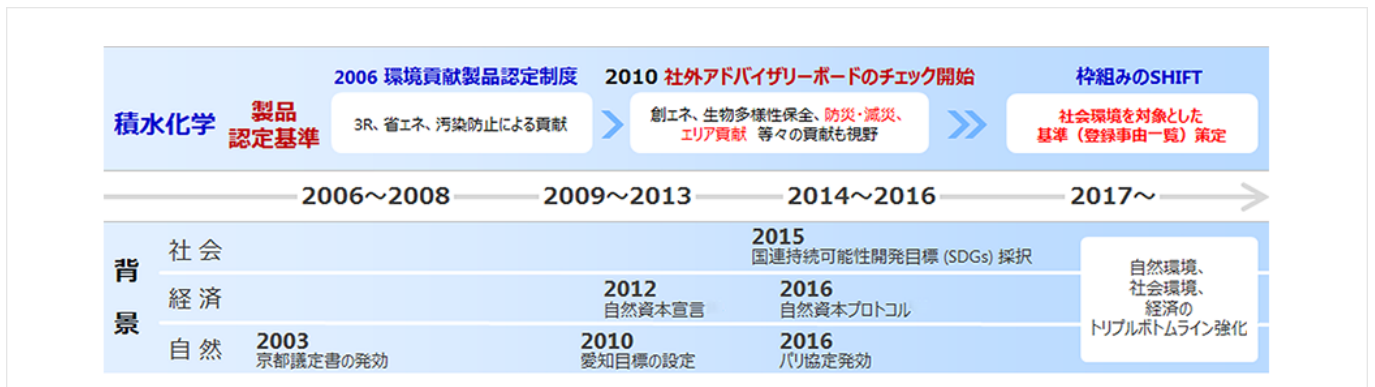 2006 環境貢献製品認定制度
2010 社外アドバイザリーボードのチェック開始
枠組みのSHIFT
積水化学
製品
認定基準
3R、省エネ、汚染防止による貢献
創エネ、生物多様性保全、防災・減災、
エリア貢献 等々の貢献も視野
社会環境を対象とした
基準（登録事由一覧）策定
2006～2008
2009～2013
2014～2016
2017～
背景
社会
2015
国連持続可能性開発目標 (SDGs) 採択
経済
2012
自然資本宣言
2016
自然資本プロトコル
自然
2003
京都議定書の発効
2010
愛知目標の設定
2016
パリ協定発効
自然環境、
社会環境、
経済の
トリプルボトムライン強化